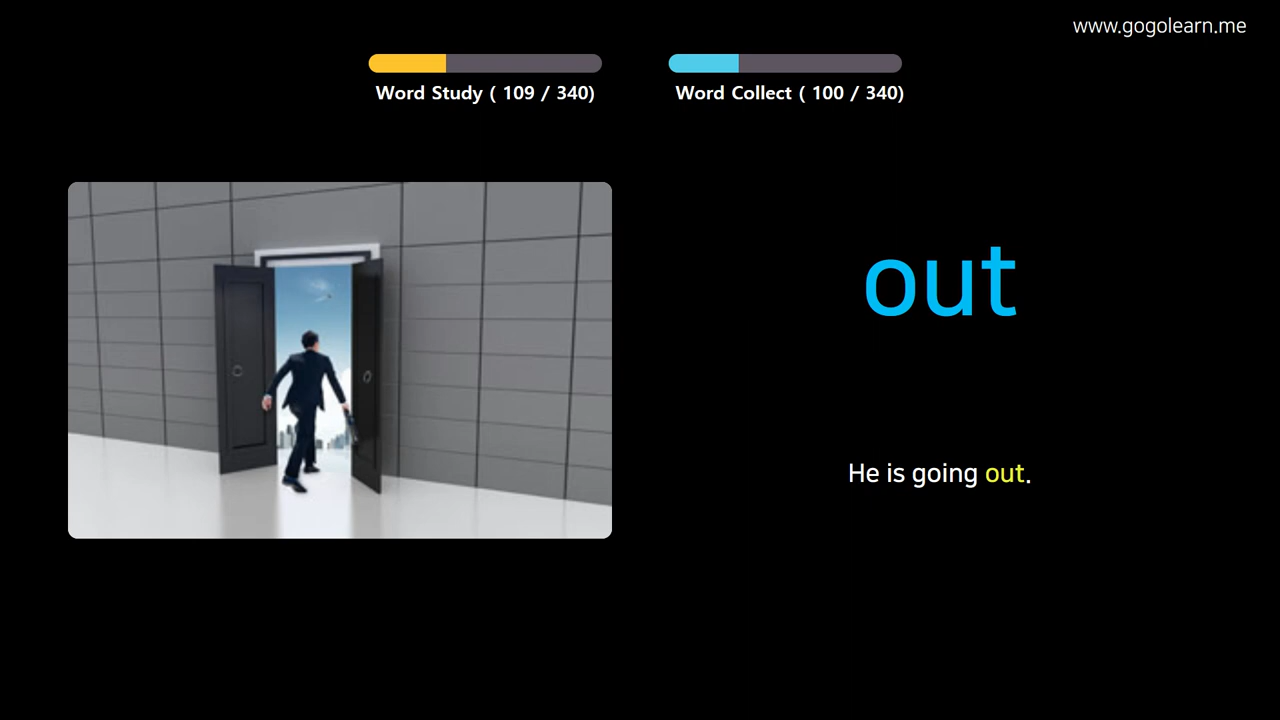 www.gogolearn.me
Word Study ( 109 / 340)
Word Collect ( 100 / 340)
out
He is going out.